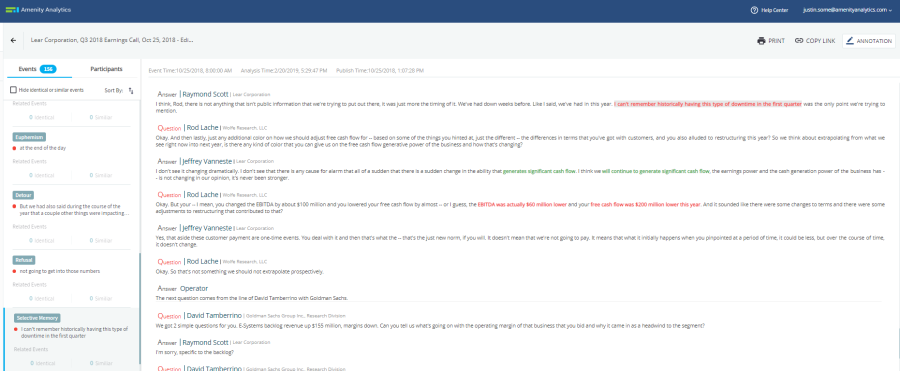 Amenity Analytics
Help Center
justin.some@amenityanalytics.com
Lear Corporation, Q3 2018 Earnings Call, Oct 25, 2018 - Edi...
PRINT
COPY LINK
ANNOTATION
Events 136
Participants
Hide identical or similar events
Sort By:
Related Events
0 Identical 0 Similar
Euphemism
at the end of the day
Related Events
0 Identical 0 Similar
Detour
But we had also said during the course of the
year that a couple other things were impacting...
Related Events
0 Identical 0 Similar
Refusal
not going to get into those numbers
Related Events
0 Identical 0 Similar
Selective Memory
I can't remember historically having this type of
downtime in the first quarter
Related Events
0 Identical 0 Similar
Event Time:10/25/2018, 8:00:00 AM Analysis Time:2/20/2019, 5:29:47 PM Publish Time:10/25/2018, 1:07:28 PM
Answer | Raymond Scott | Lear Corporation
I think, Rod, there is not anything that isn't public information that we're trying to put out there, it was just more the timing of it. We've had down weeks before. Like I said, we've had in this year. I can't remember historically having this type of downtime in the first quarter was the only point we're trying to
mention.
Question | Rod Lache | Wolfe Research, LLC
Okay. And then lastly, just any additional color on how we should adjust free cash flow for -- based on some of the things you hinted at, just the different -- the differences in terms that you've got with customers, and you also alluded to restructuring this year? So we think about extrapolating from what we
see right now into next year, is there any kind of color that you can give us on the free cash flow generative power of the business and how that's changing?
Answer | Jeffrey Vanneste | Lear Corporation
I don't see it changing dramatically. I don't see that there is any cause for alarm that all of a sudden that there is a sudden change in the ability that generates significant cash flow. I think we will continue to generate significant cash flow, the earnings power and the cash generation power of the business has -
- is not changing in our opinion, it's never been stronger.
Question | Rod Lache | Wolfe Research, LLC
Okay. But your -- I mean, you changed the EBITDA by about $100 million and you lowered your free cash flow by almost -- or I guess, the EBITDA was actually $60 million lower and your free cash flow was $200 million lower this year. And it sounded like there were some changes to terms and there were some
adjustments to restructuring that contributed to that?
Answer | Jeffrey Vanneste | Lear Corporation
Yes, that aside these customer payment are one-time events. You deal with it and then that's what the -- that's the just new norm, if you will. It doesn't mean that we're not going to pay. It means that what it initially happens when you pinpointed at a period of time, it could be less, but over the course of time,
it doesn't change.
Question | Rod Lache | Wolfe Research, LLC
Okay. So that's not something we should not extrapolate prospectively.
Answer Operator
The next question comes from the line of David Tamberrino with Goldman Sachs.
Question | David Tamberrino | Goldman Sachs Group Inc., Research Division
We got 2 simple questions for you. E-Systems backlog revenue up $155 million, margins down. Can you tell us what's going on with the operating margin of that business that you bid and why it came in as a headwind to the segment?
Answer | Raymond Scott | Lear Corporation
I'm sorry, specific to the backlog?
Question | David Tamberrino | Goldman Sachs Group Inc., Research Division